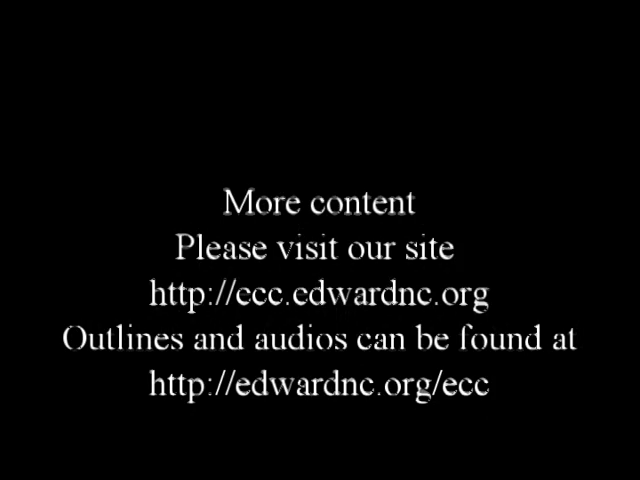 More content
Please visit our site
http://ecc.edwardnc.org
Outlines and audios can be found at
http://edwardnc.org/ecc